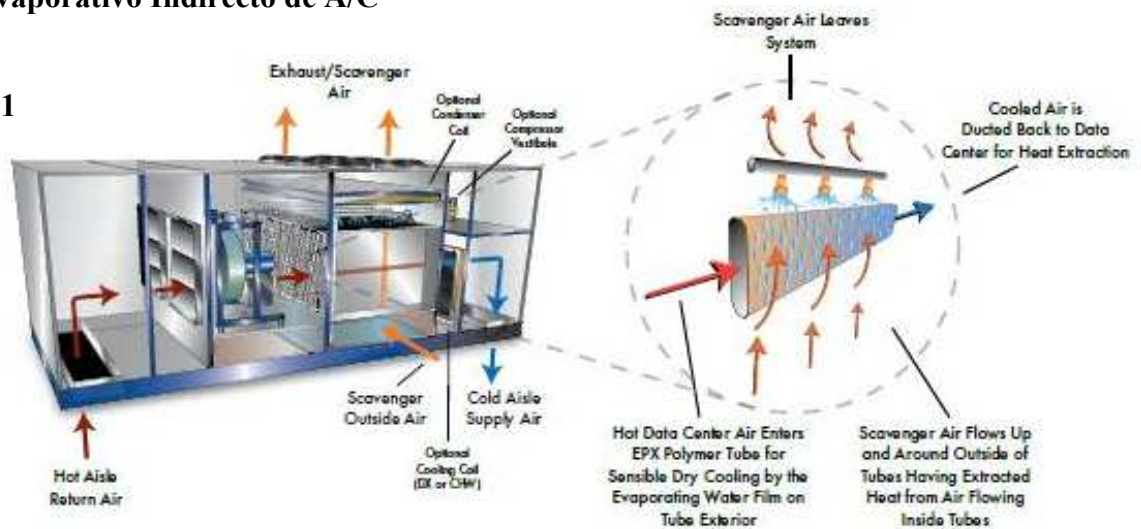 vaporativo Indirecto de A/C
1
Exhaust/Scavenger
Air
Optional
Condenser
Coil
Optional
Compressor
Vestibule
Scavenger Air Leaves
System
Cooled Air is
Ducted Back to Data
Center for Heat Extraction
Hot Aisle
Return Air
Scavenger
Outside Air
Optional
Cooling Coil
(DX or CHW)
Cold Aisle
Supply Air
Hot Data Center Air Enters
EPX Polymer Tube for
Sensible Dry Cooling by the
Evaporating Water Film on
Tube Exterior
Scavenger Air Flows Up
and Around Outside of
Tubes Having Extracted
Heat from Air Flowing
Inside Tubes